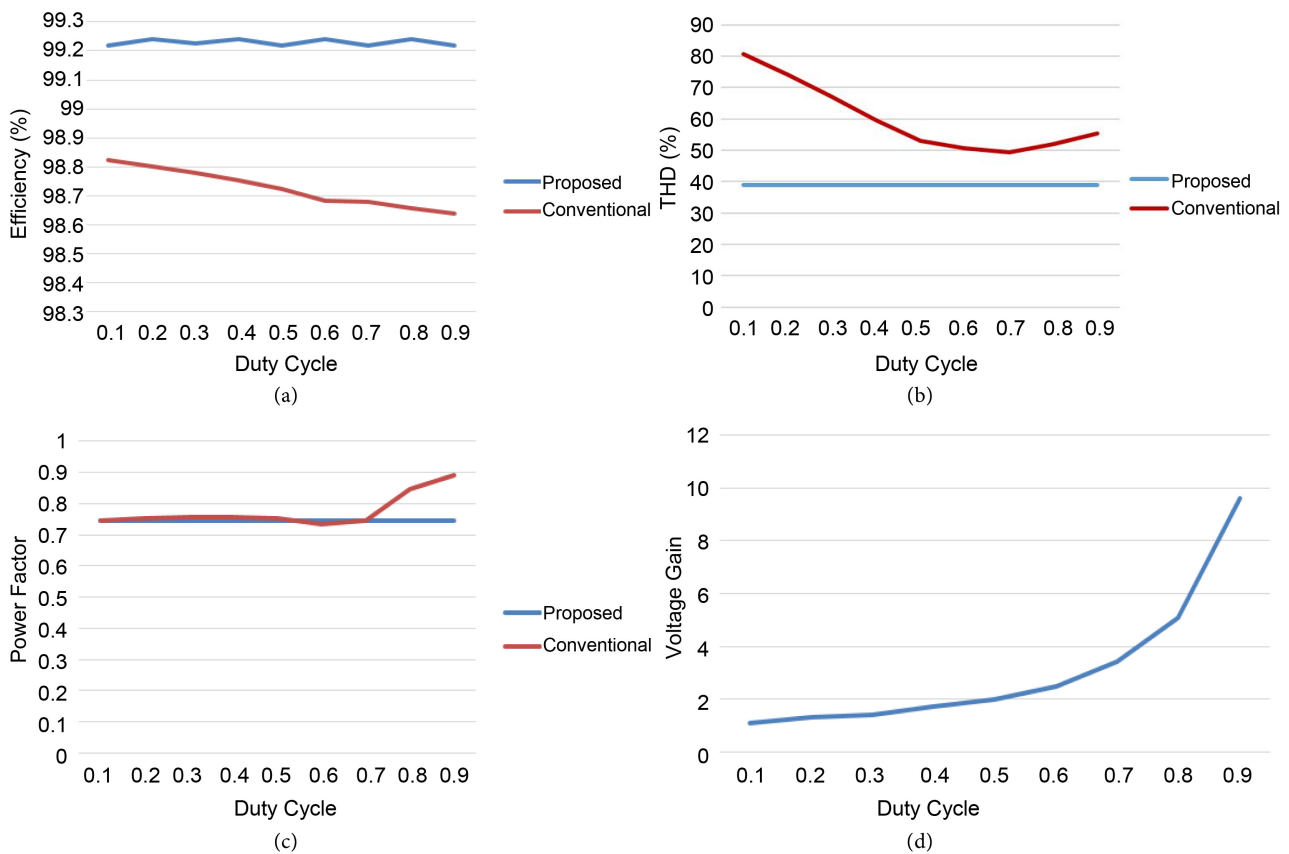 99.3
99.2
99.1
99
98.9
98.8
98.7
98.6
98.5
98.4
98.3
Efficiency (%)
0.1 0.2 0.3 0.4 0.5 0.6 0.7 0.8 0.9
Duty Cycle
Proposed
Conventional
(a)
90
80
70
60
50
40
30
20
10
0
THD (%)
0.1 0.2 0.3 0.4 0.5 0.6 0.7 0.8 0.9
Duty Cycle
Proposed
Conventional
(b)
1
0.9
0.8
0.7
0.6
0.5
0.4
0.3
0.2
0.1
0
Power Factor
0.1 0.2 0.3 0.4 0.5 0.6 0.7 0.8 0.9
Duty Cycle
Proposed
Conventional
(c)
12
10
8
6
4
2
0
Voltage Gain
0.1 0.2 0.3 0.4 0.5 0.6 0.7 0.8 0.9
Duty Cycle
(d)